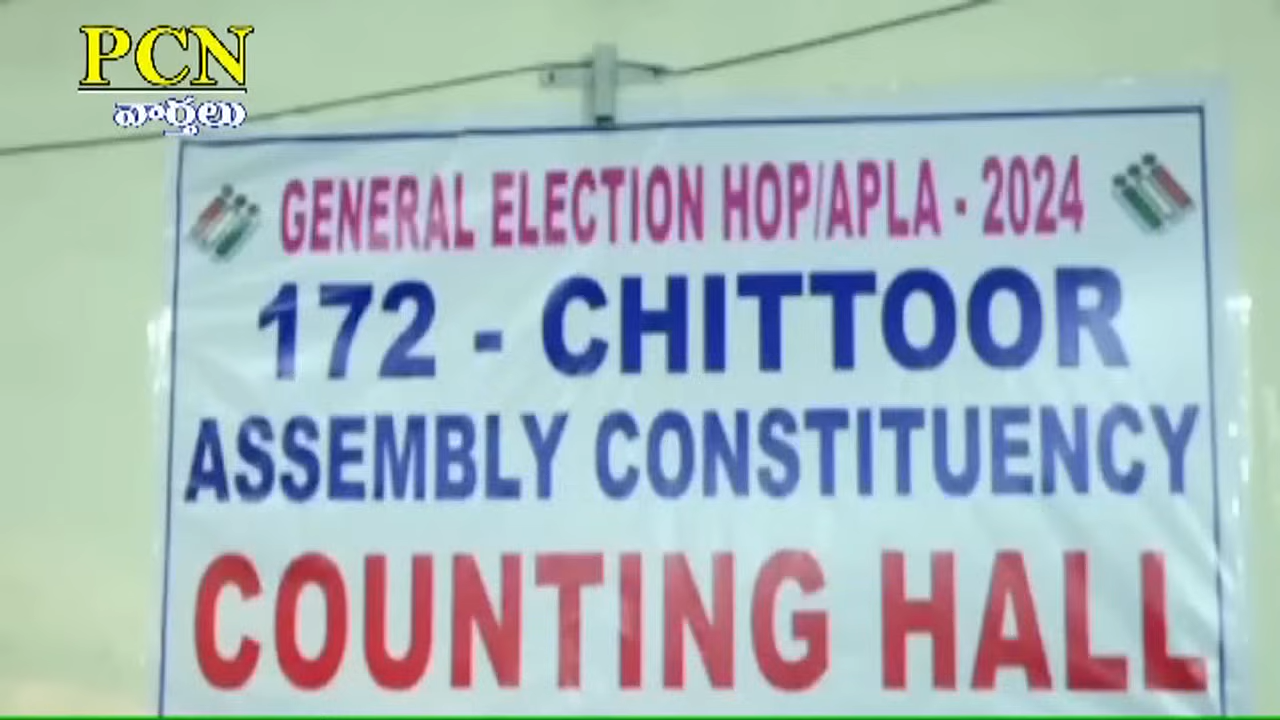 PCN
వార్తలు
GENERAL ELECTION HOP/APLA - 2024
172 - CHITTOOR
ASSEMBLY CONSTITUENCY
COUNTING HALL